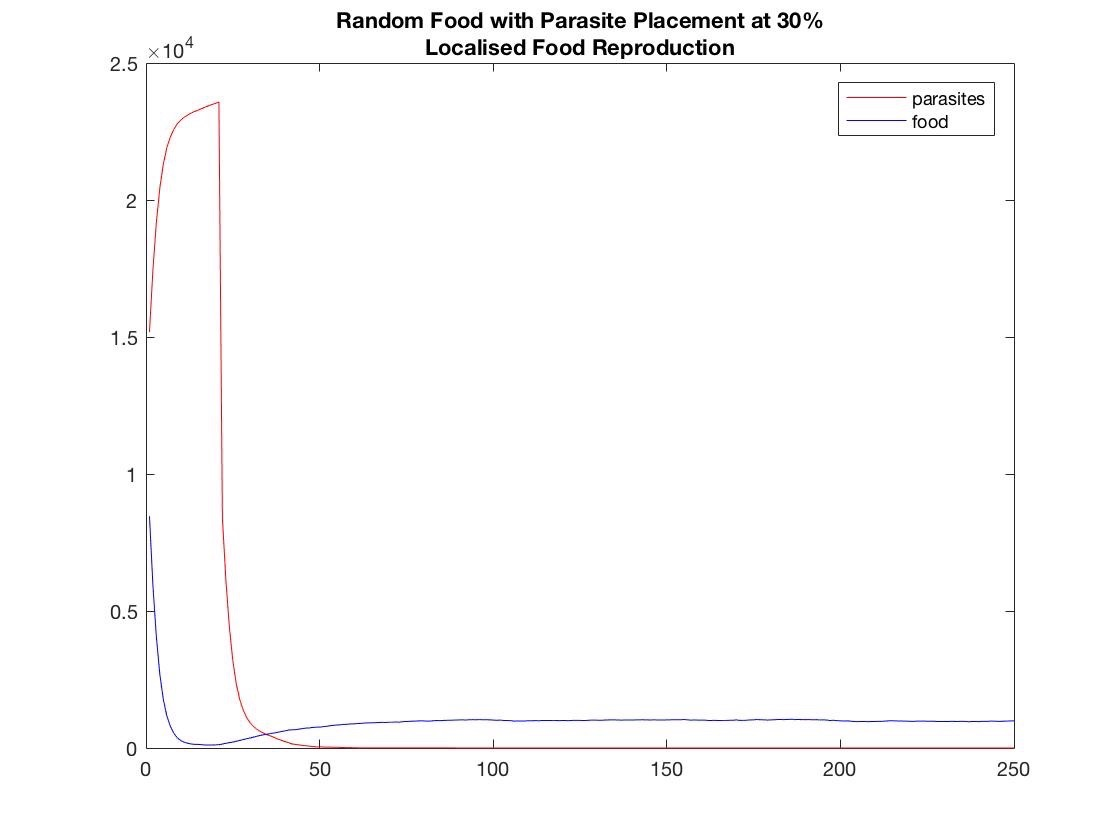 Random Food with Parasite Placement at 30%
Localised Food Reproduction
×10^4
2.5
2
1.5
1
0.5
0
parasites
food
0 50 100 150 200 250